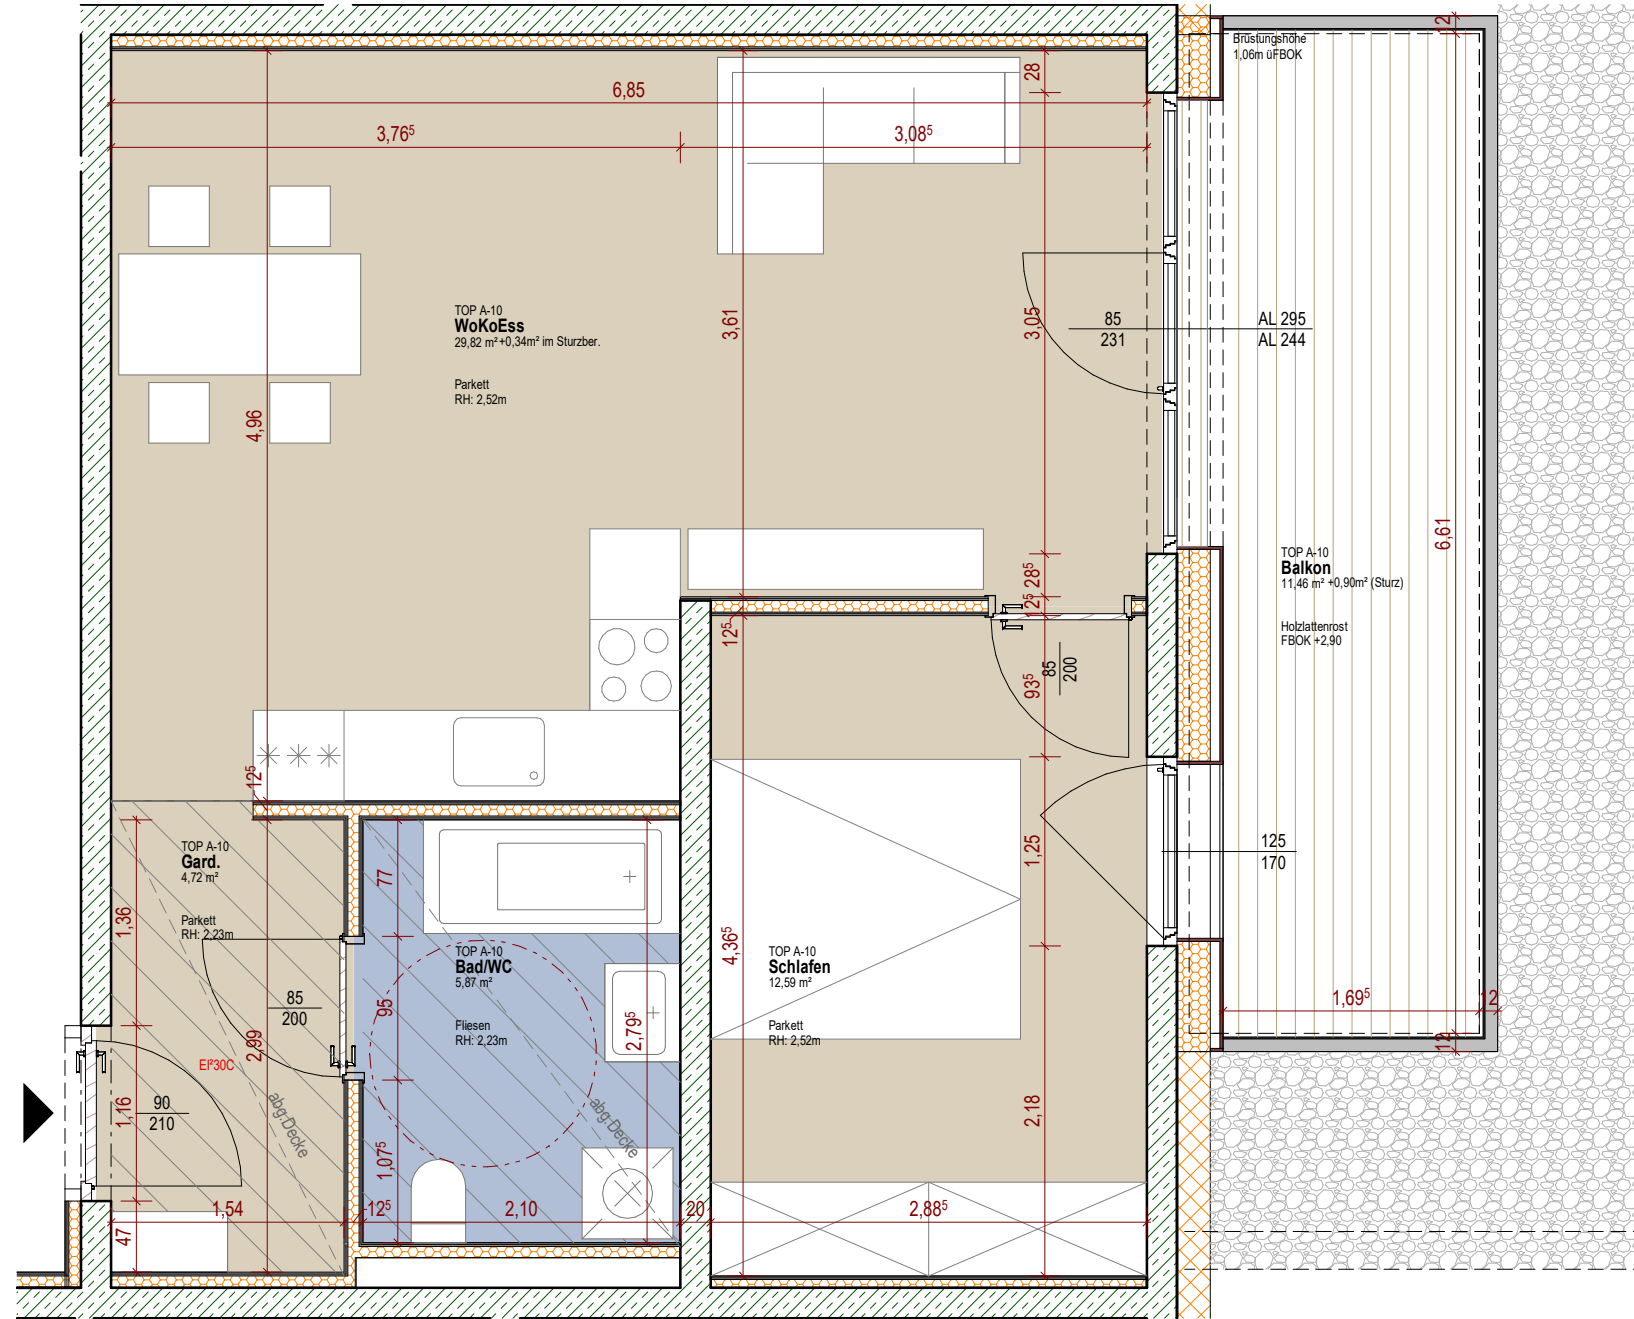 12
Brüstungshöhe
1,06m üFBOK
28
6,85
3,76⁵
3,08⁵
TOP A-10
WoKoEss
29,82 m²+0,34m² im Sturzber.
Parkett
RH: 2,52m
3,61
3,05
85
231
AL 295
AL 244
4,96
6,61
TOP A-10
Balkon
11,46 m² +0,90m² (Sturz)
Holzlattenrost
FBOK +2,90
28⁵
12⁵
12⁵
93⁵
85
200
12⁵
TOP A-10
Gard.
4,72 m²
Parkett
RH: 2,23m
1,36
77
1,25
125
170
TOP A-10
Bad/WC
5,87 m²
Fliesen
RH: 2,23m
95
2,79⁵
4,36⁵
TOP A-10
Schlafen
12,59 m²
Parkett
RH: 2,52m
85
200
2,99
EI²30C
1,69⁵
12
12
90
210
1,16
abg.Decke
abg.Decke
1,07⁵
2,18
47
1,54
12⁵
2,10
20
2,88⁵